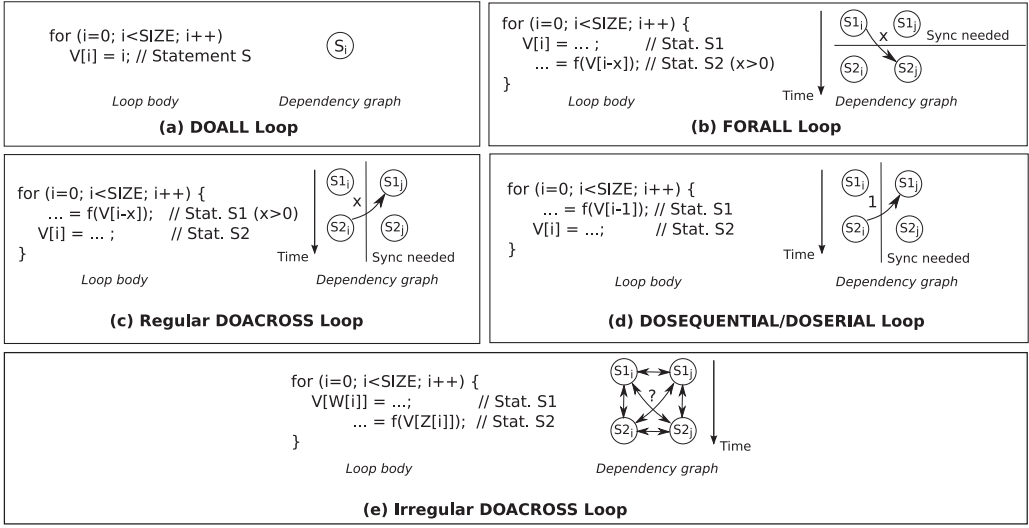 for (i=0; i<SIZE; i++)
V[i] = i; // Statement S
Si
Loop body
Dependency graph
(a) DOALL Loop
for (i=0; i<SIZE; i++) {
V[i] = ... ; // Stat. S1
... = f(V[i-x]); // Stat. S2 (x>0)
}
S1i
S1j
x
Sync needed
S2i
S2j
Time
Loop body
Dependency graph
(b) FORALL Loop
for (i=0; i<SIZE; i++) {
... = f(V[i-x]); // Stat. S1 (x>0)
V[i] = ... ; // Stat. S2
}
S1i
S1j
x
S2i
S2j
Time
Sync needed
Loop body
Dependency graph
(c) Regular DOACROSS Loop
for (i=0; i<SIZE; i++) {
... = f(V[i-1]); // Stat. S1
V[i] = ...; // Stat. S2
}
S1i
S1j
1
S2i
S2j
Time
Sync needed
Loop body
Dependency graph
(d) DOSEQUENTIAL/DOSERIAL Loop
for (i=0; i<SIZE; i++) {
V[W[i]] = ...; // Stat. S1
... = f(V[Z[i]]); // Stat. S2
}
S1i
S1j
?
S2i
S2j
Time
Loop body
Dependency graph
(e) Irregular DOACROSS Loop